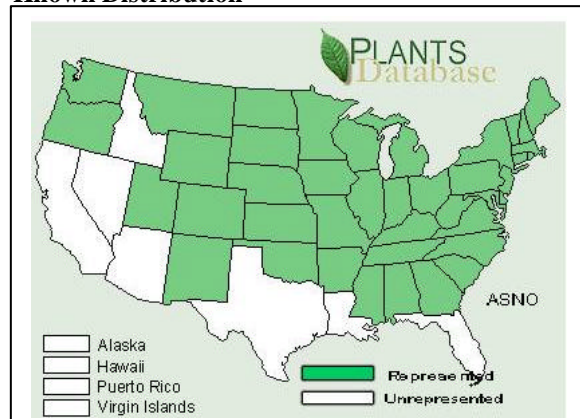 Known Distribution
PLANTS
Database
ASNO
Alaska
Hawaii
Puerto Rico
Virgin Islands
Represented
Unrepresented